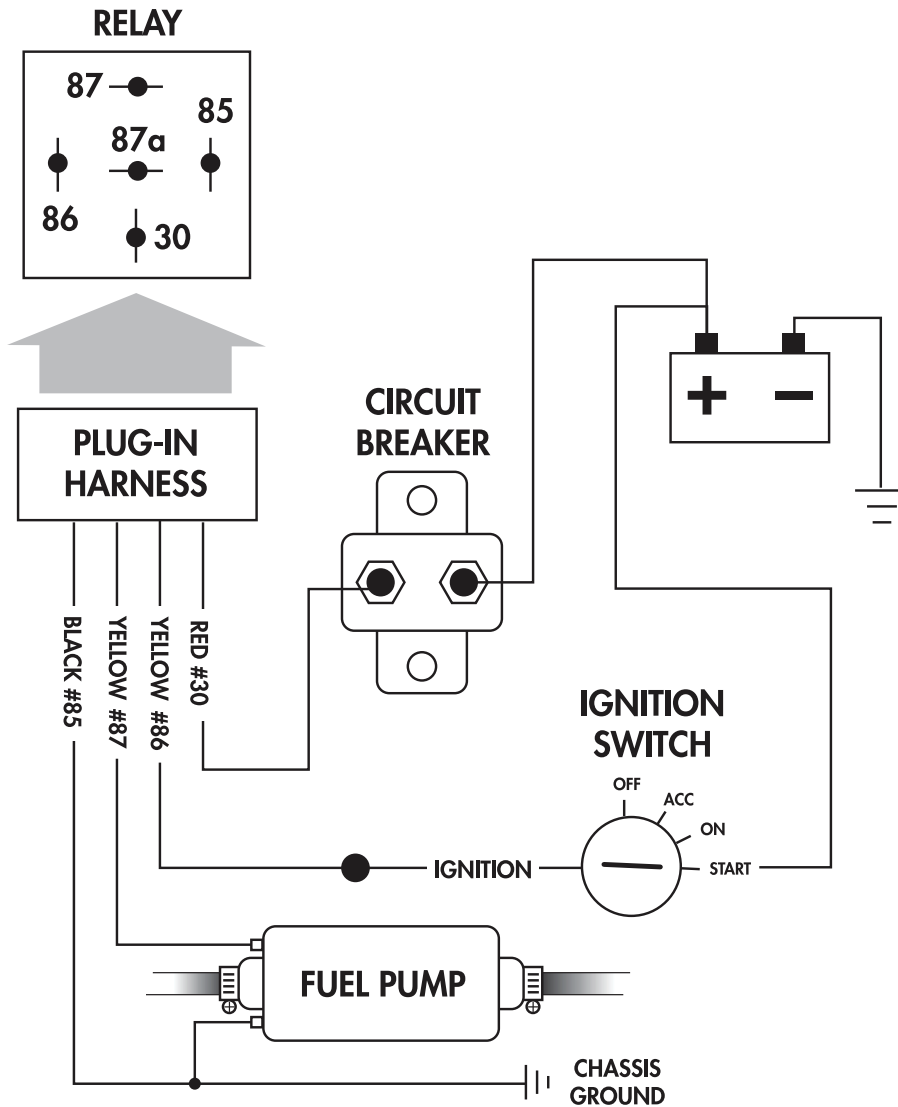 RELAY
87
85
87a
86
30
PLUG-IN
HARNESS
CIRCUIT
BREAKER
+ −
BLACK #85
YELLOW #87
YELLOW #86
RED #30
IGNITION
SWITCH
OFF
ACC
ON
START
IGNITION
FUEL PUMP
CHASSIS
GROUND